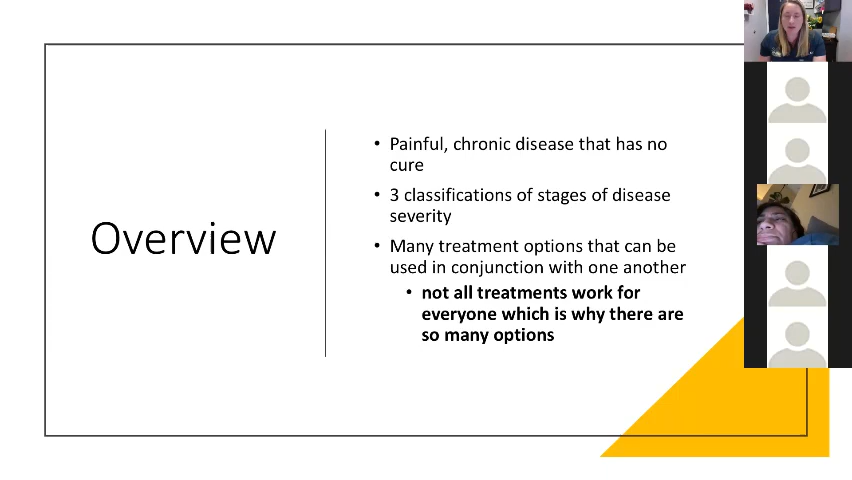 Overview
• Painful, chronic disease that has no
cure
• 3 classifications of stages of disease
severity
• Many treatment options that can be
used in conjunction with one another
• not all treatments work for
everyone which is why there are
so many options